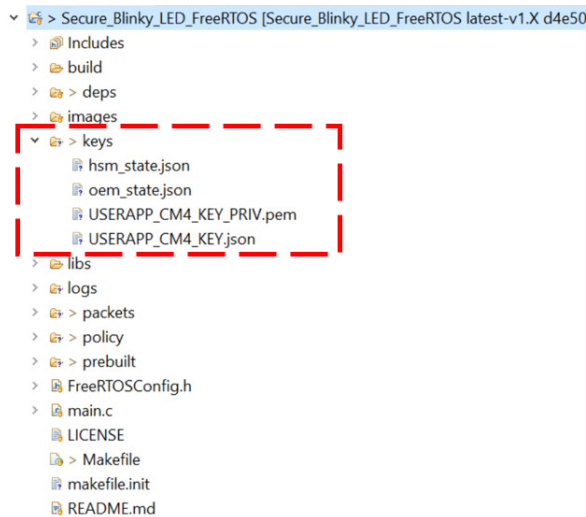 > Secure_Blinky_LED_FreeRTOS [Secure_Blinky_LED_FreeRTOS latest-v1.X d4e50
Includes
build
> deps
images
> keys
hsm_state.json
oem_state.json
USERAPP_CM4_KEY_PRIV.pem
USERAPP_CM4_KEY.json
libs
logs
> packets
> policy
> prebuilt
FreeRTOSConfig.h
main.c
LICENSE
> Makefile
makefile.init
README.md